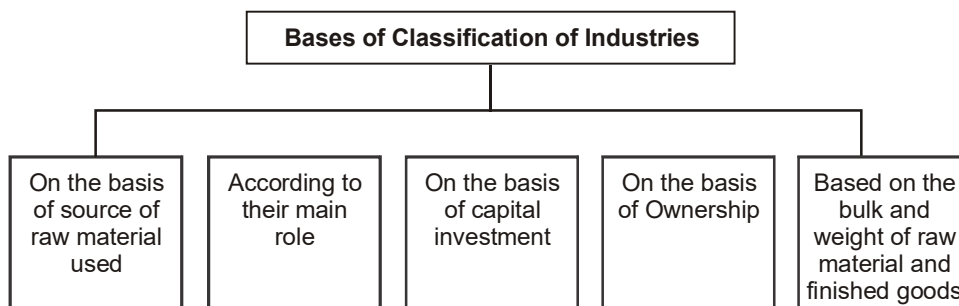 Bases of Classification of Industries
On the basis
of source of
raw material
used
According to
their main
role
On the basis
of capital
investment
On the basis
of Ownership
Based on the
bulk and
weight of raw
material and
finished goods